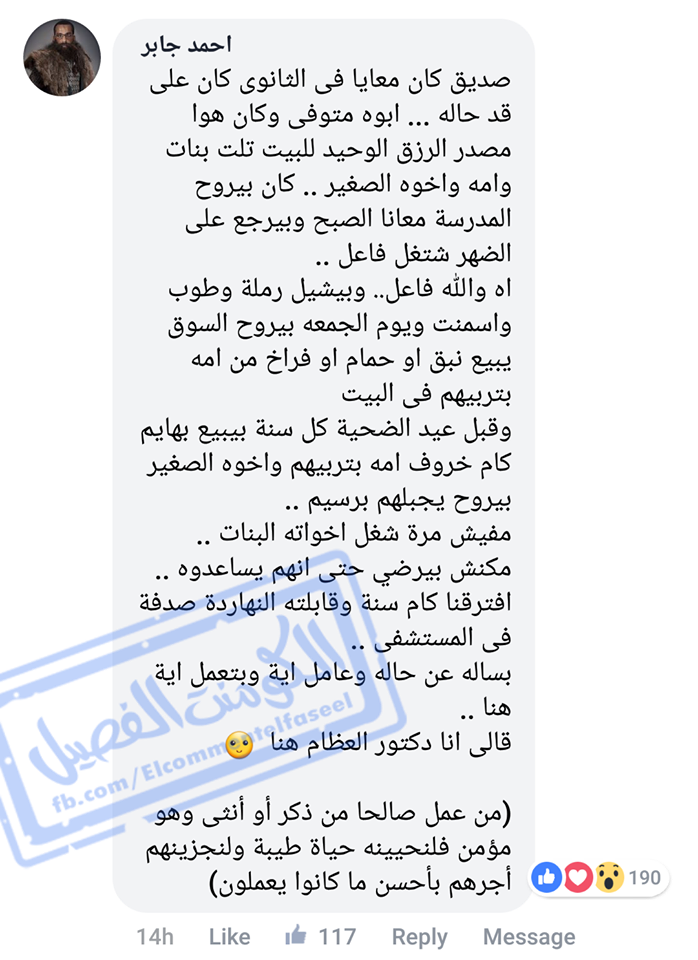 احمد جابر
صديق كان معايا فى الثانوى كان على
قد حاله ... ابوه متوفى وكان هوا
مصدر الرزق الوحيد للبيت تلت بنات
وامه واخوه الصغير .. كان بيروح
المدرسة معانا الصبح وبيرجع على
الضهر شتغل فاعل ..
اه والله فاعل.. وبيشيل رملة وطوب
واسمنت ويوم الجمعه بيروح السوق
يبيع نبق او حمام او فراخ من امه
بتربيهم فى البيت
وقبل عيد الضحية كل سنة بيبيع بهايم
كام خروف امه بتربيهم واخوه الصغير
بيروح يجبلهم برسيم ..
مفيش مرة شغل اخواته البنات ..
مكنش بيرضي حتى انهم يساعدوه ..
افترقنا كام سنة وقابلته النهاردة صدفة
فى المستشفى ..
بساله عن حاله وعامل اية وبتعمل اية
هنا ..
قالى انا دكتور العظام هنا 🥺
(من عمل صالحا من ذكر أو أنثى وهو
مؤمن فلنحيينه حياة طيبة ولنجزينهم
أجرهم بأحسن ما كانوا يعملون)
190
14h Like 117 Reply Message
الكومنت الفصيل
fb.com/Elcommentelfaseel